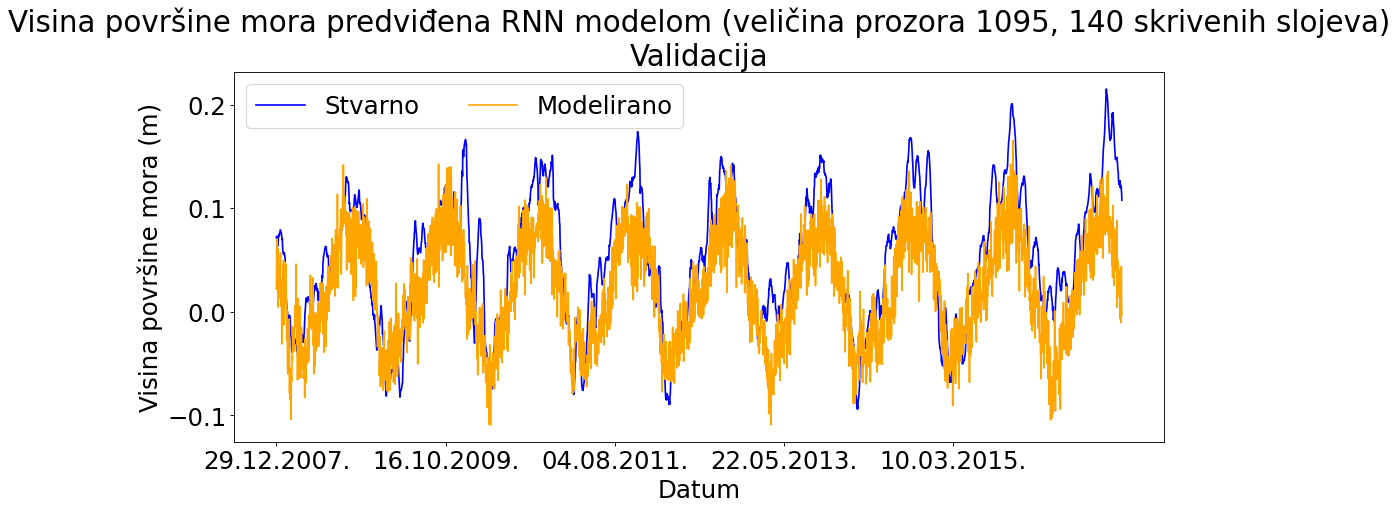 Visina površine mora predviđena RNN modelom (veličina prozora 1095, 140 skrivenih slojeva)
Validacija
Stvarno
Modelirano
Visina površine mora (m)
0.2
0.1
0.0
−0.1
29.12.2007.
16.10.2009.
04.08.2011.
22.05.2013.
10.03.2015.
Datum